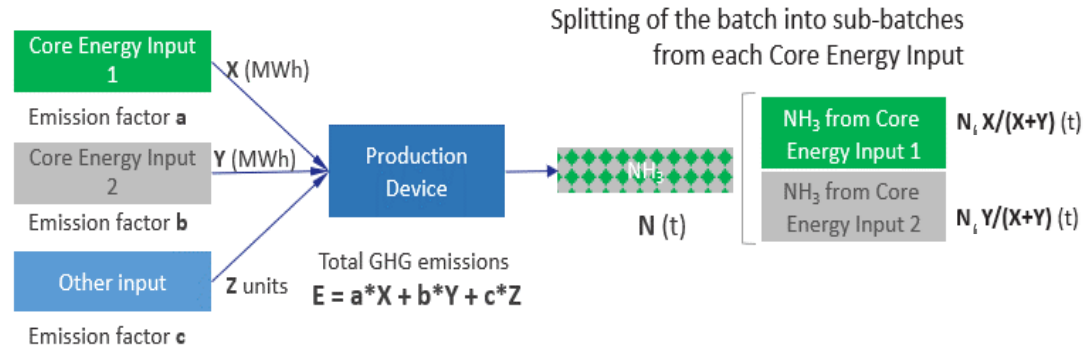 Splitting of the batch into sub-batches
from each Core Energy Input
Core Energy Input
1
X (MWh)
Emission factor a
Core Energy Input
2
Y (MWh)
Emission factor b
Other input
Z units
Emission factor c
Production
Device
Total GHG emissions
E = a*X + b*Y + c*Z
NH₃
N (t)
NH₃ from Core
Energy Input 1
N, X/(X+Y) (t)
NH₃ from Core
Energy Input 2
N, Y/(X+Y) (t)